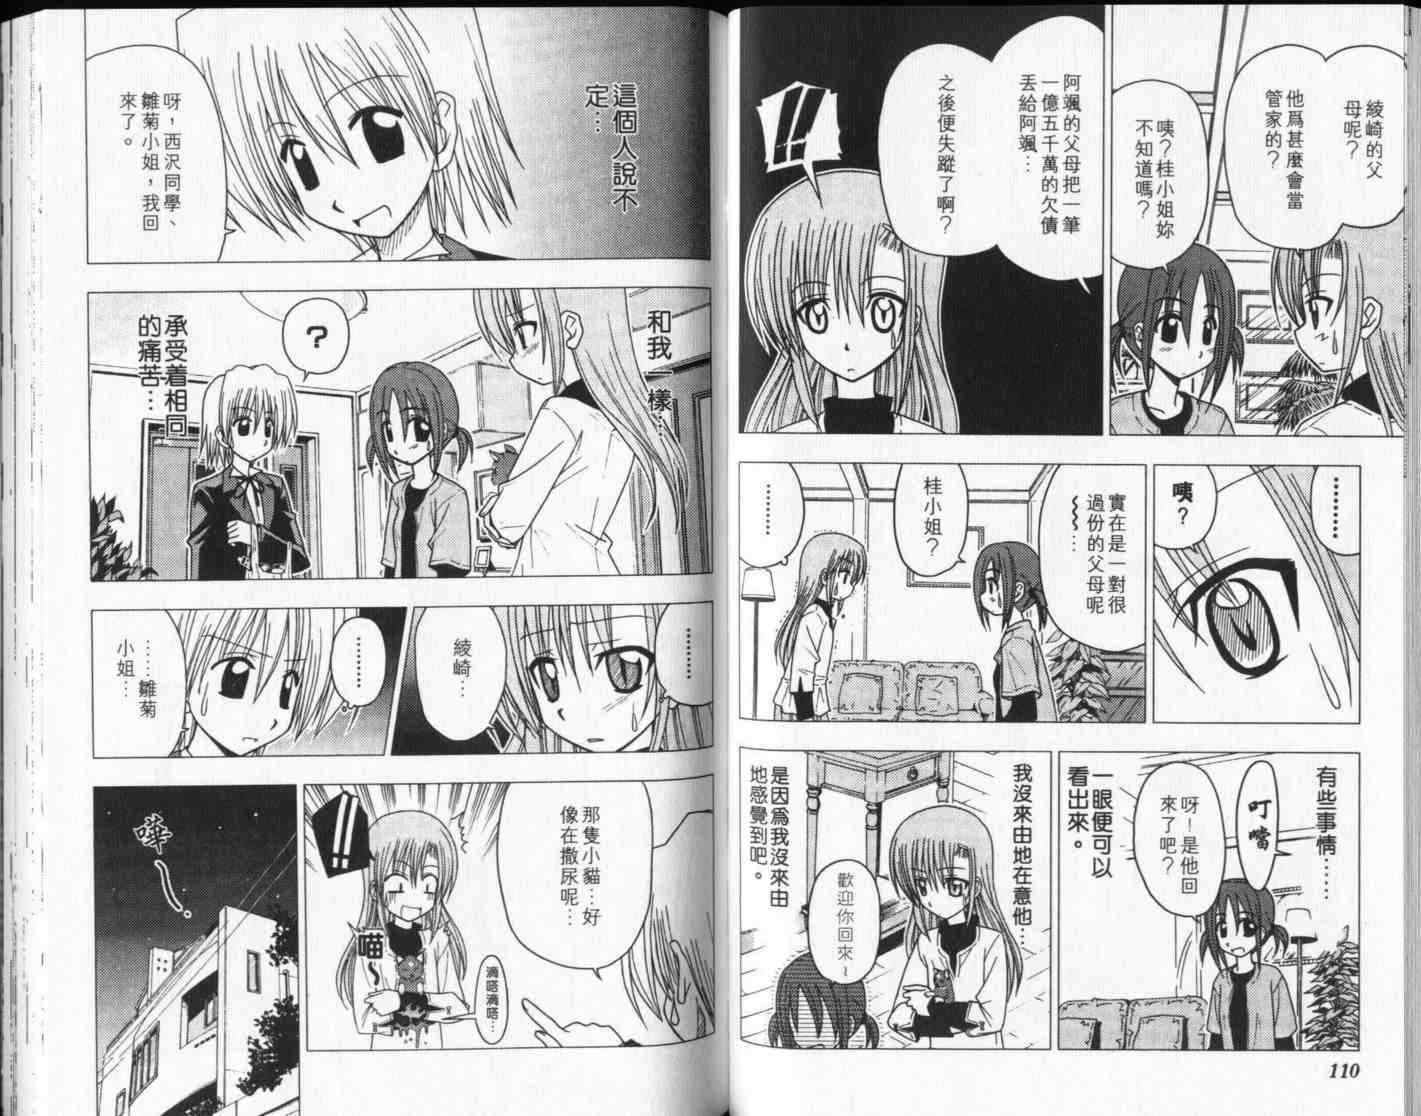 綾崎的父
母呢？
他爲甚麼會當
管家的？
咦？桂小姐妳
不知道嗎？
阿颯的父母把一筆
一億五千萬的欠債
丟給阿颯…
之後便失蹤了啊？
!!
………
咦？
實在是一對很
過份的父母呢
～～～…
桂小姐？
………
有些事情……
叮噹
呀！是他回
來了吧？
一眼便可以
看出來。
我沒來由地在意他…
歡迎你回來～
是因爲我沒來由
地感覺到吧。
110
這個人說不
定…
呀，西沢同學、
雛菊小姐，我回
來了。
和我一樣…
？
承受着相同
的痛苦…
………
綾崎…
………
……雛菊
小姐…
那隻小貓…好
像在撒尿呢…
!!
喵～
滴嗒滴嗒…
嘩～